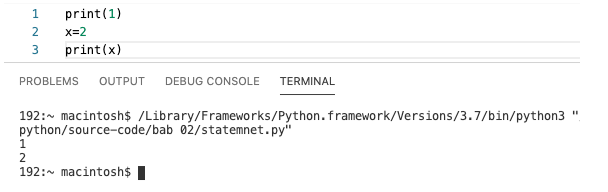 1 print(1)
2 x=2
3 print(x)
PROBLEMS OUTPUT DEBUG CONSOLE TERMINAL
192:~ macintosh$ /Library/Frameworks/Python.framework/Versions/3.7/bin/python3 "
python/source-code/bab 02/statemnet.py"
1
2
192:~ macintosh$